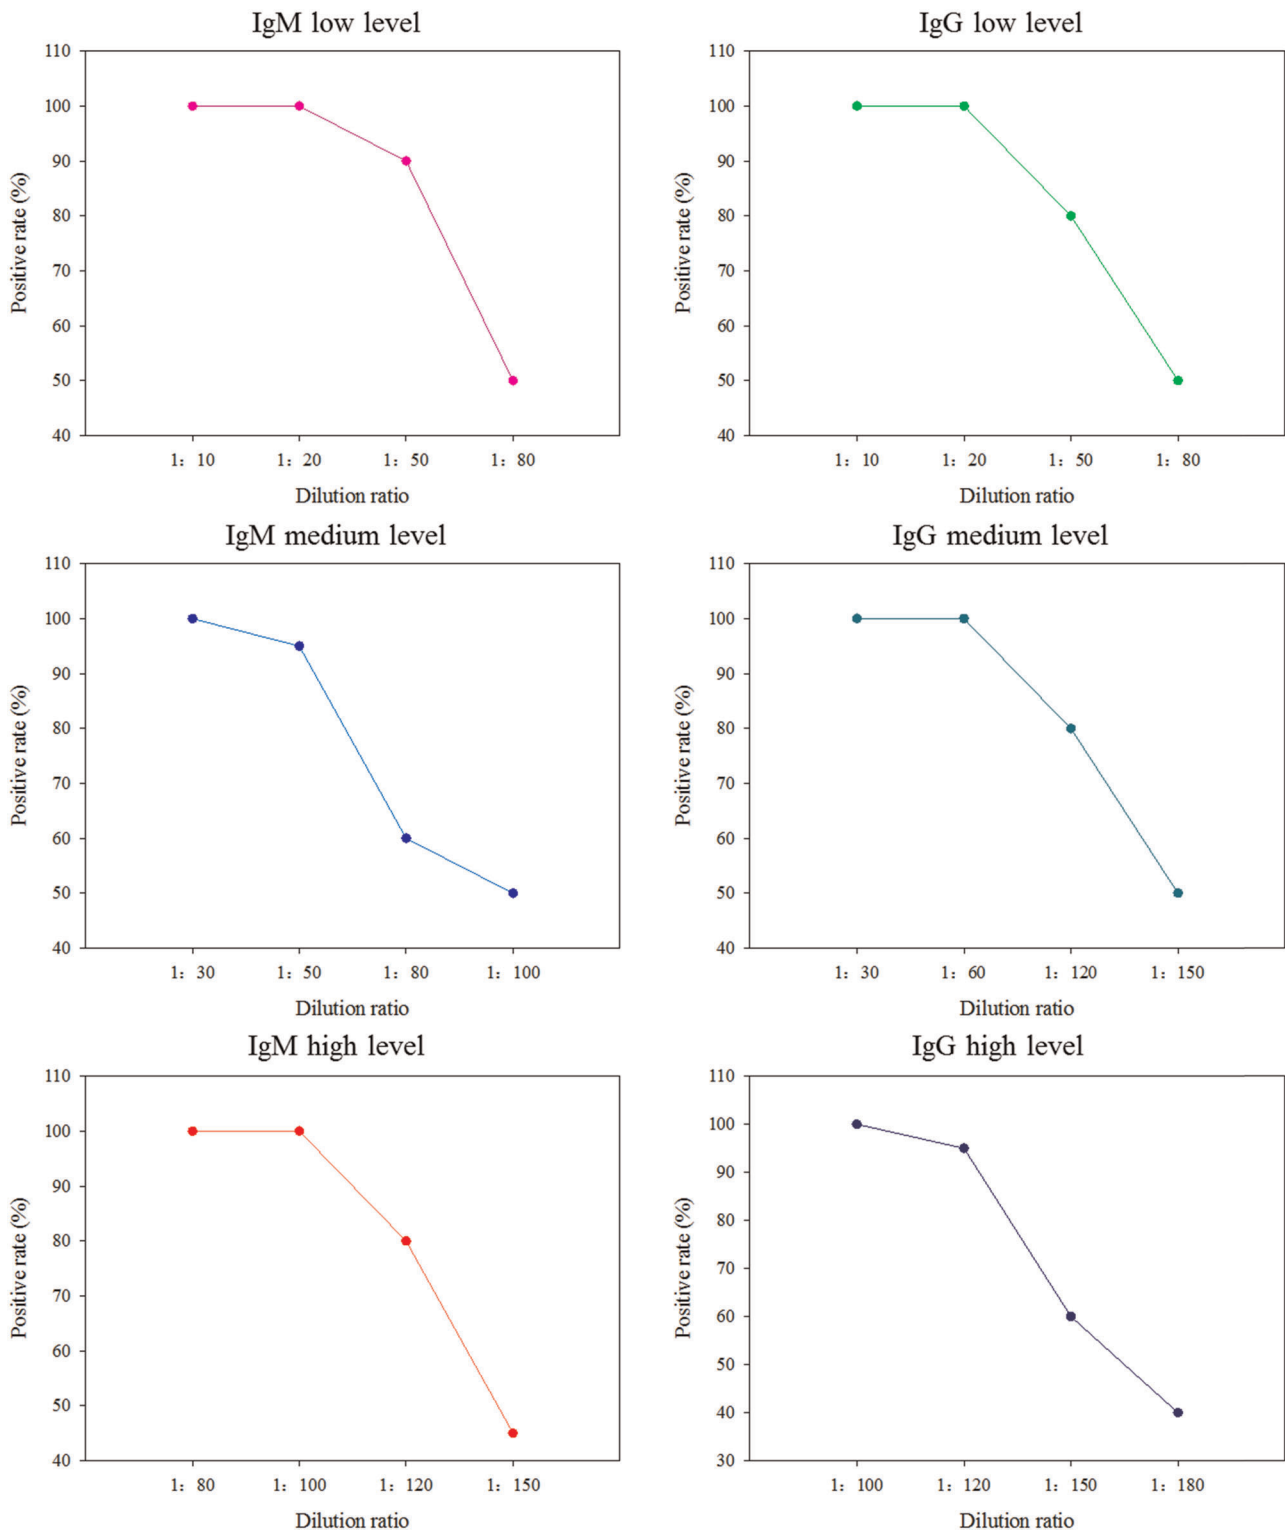 IgM low level
110
100
90
80
70
60
50
40
Positive rate (%)
1: 10 1: 20 1: 50 1: 80
Dilution ratio
IgG low level
110
100
90
80
70
60
50
40
Positive rate (%)
1: 10 1: 20 1: 50 1: 80
Dilution ratio
IgM medium level
110
100
90
80
70
60
50
40
Positive rate (%)
1: 30 1: 50 1: 80 1: 100
Dilution ratio
IgG medium level
110
100
90
80
70
60
50
40
Positive rate (%)
1: 30 1: 60 1: 120 1: 150
Dilution ratio
IgM high level
110
100
90
80
70
60
50
40
Positive rate (%)
1: 80 1: 100 1: 120 1: 150
Dilution ratio
IgG high level
110
100
90
80
70
60
50
40
30
Positive rate (%)
1: 100 1: 120 1: 150 1: 180
Dilution ratio